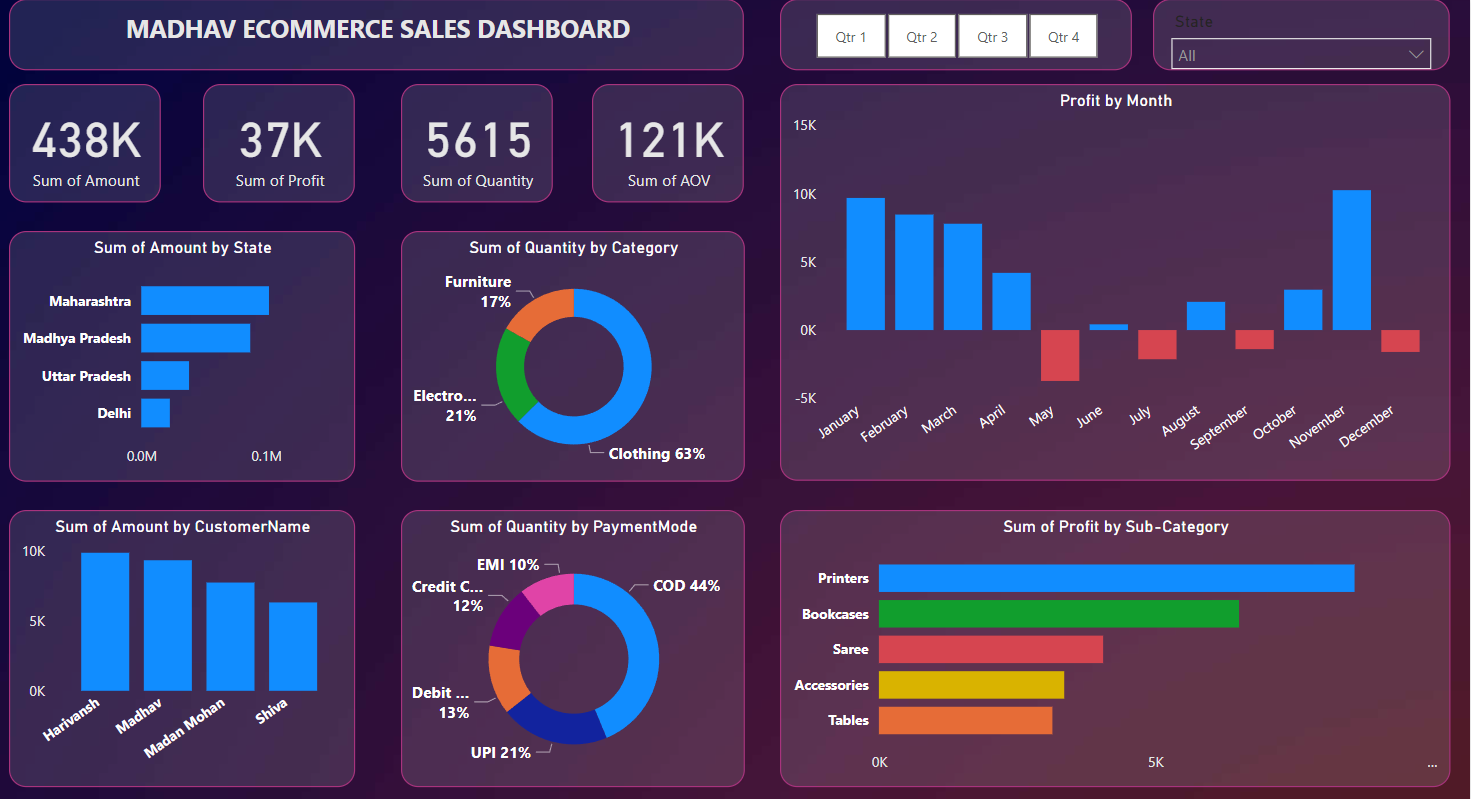 MADHAV ECOMMERCE SALES DASHBOARD
Qtr 1
Qtr 2
Qtr 3
Qtr 4
State
All
438K
Sum of Amount
37K
Sum of Profit
5615
Sum of Quantity
121K
Sum of AOV
Profit by Month
15K
10K
5K
0K
-5K
January
February
March
April
May
June
July
August
September
October
November
December
Sum of Amount by State
Maharashtra
Madhya Pradesh
Uttar Pradesh
Delhi
0.0M
0.1M
Sum of Quantity by Category
Furniture
17%
Electro...
21%
Clothing 63%
Sum of Amount by CustomerName
10K
5K
0K
Harivansh
Madhav
Madan Mohan
Shiva
Sum of Quantity by PaymentMode
EMI 10%
Credit C...
12%
COD 44%
Debit ...
13%
UPI 21%
Sum of Profit by Sub-Category
Printers
Bookcases
Saree
Accessories
Tables
0K
5K
...